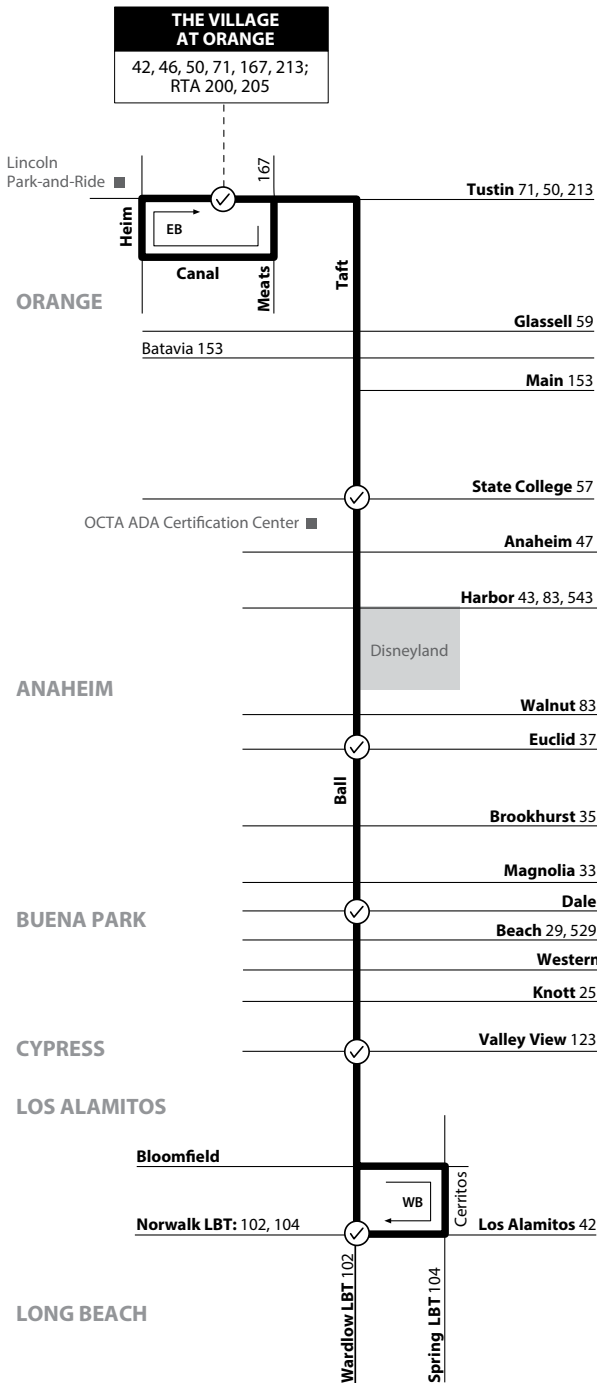 THE VILLAGE
AT ORANGE
42, 46, 50, 71, 167, 213;
RTA 200, 205
Lincoln
Park-and-Ride
167
Tustin 71, 50, 213
Heim
EB
Canal
Meats
Taft
ORANGE
Glassell 59
Batavia 153
Main 153
State College 57
OCTA ADA Certification Center
Anaheim 47
Harbor 43, 83, 543
Disneyland
ANAHEIM
Walnut 83
Euclid 37
Ball
Brookhurst 35
Magnolia 33
Dale
BUENA PARK
Beach 29, 529
Western
Knott 25
CYPRESS
Valley View 123
LOS ALAMITOS
Bloomfield
WB
Cerritos
Norwalk LBT: 102, 104
Los Alamitos 42
Wardlow LBT 102
Spring LBT 104
LONG BEACH